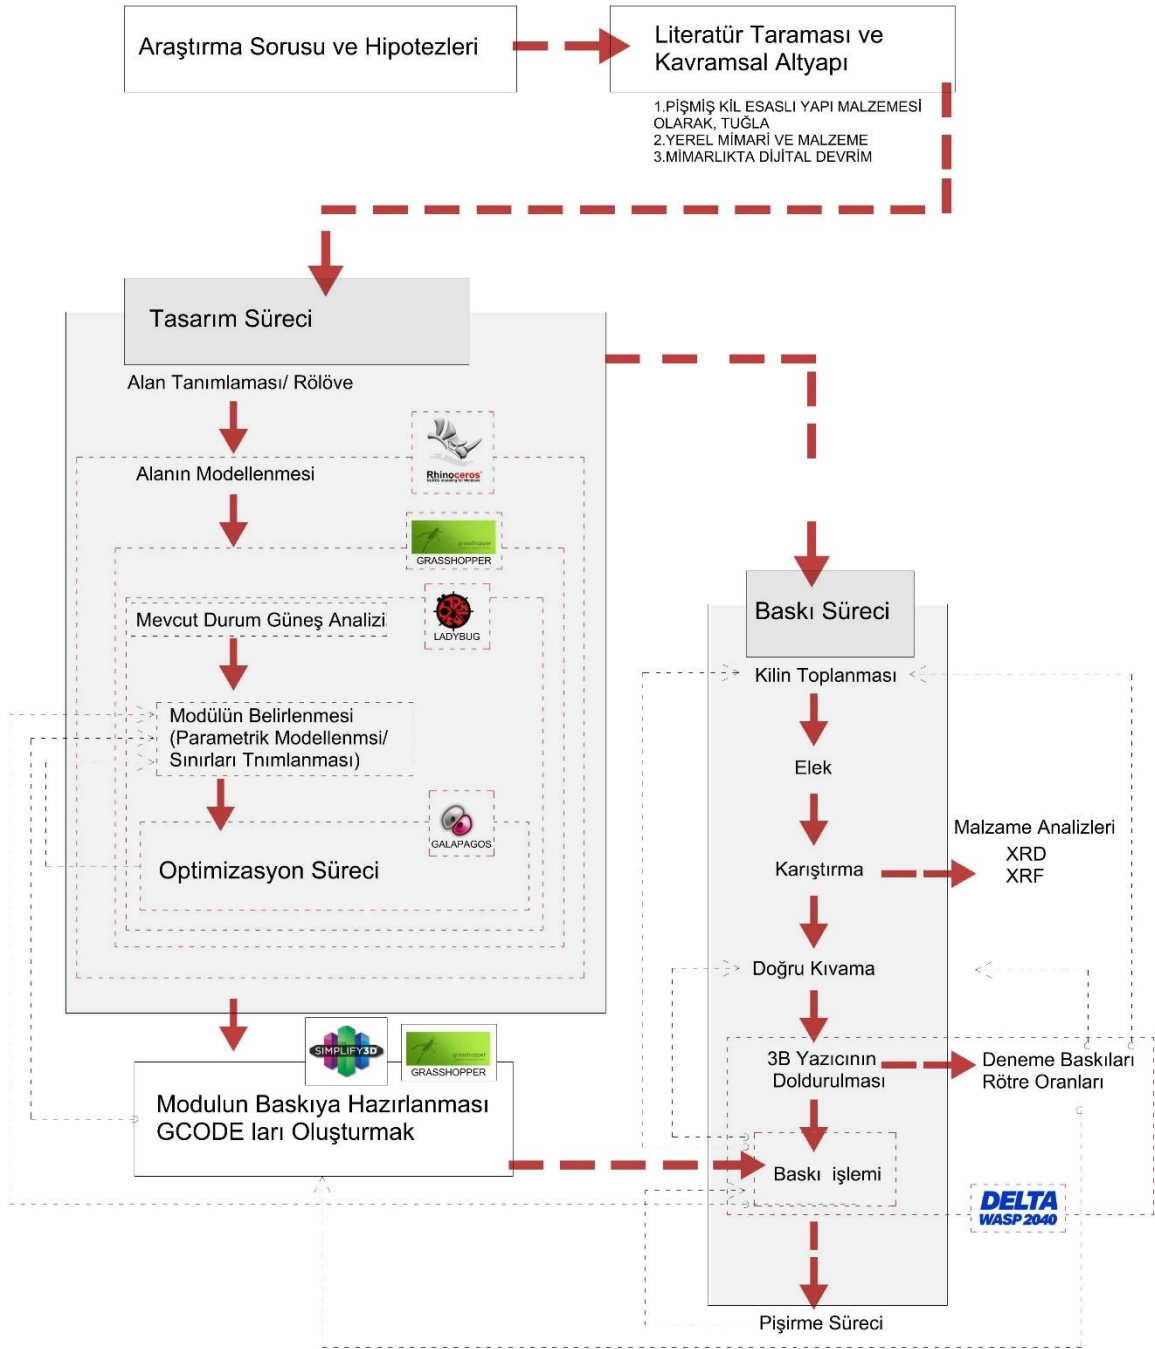 Araştırma Sorusu ve Hipotezleri
Literatür Taraması ve
Kavramsal Altyapı
1.PİŞMİŞ KİL ESASLI YAPI MALZEMESİ
OLARAK, TUĞLA
2.YEREL MİMARİ VE MALZEME
3.MİMARLIKTA DİJİTAL DEVRİM
Tasarım Süreci
Alan Tanımlaması/ Rölöve
Rhinoceros
Alanın Modellenmesi
grasshopper
GRASSHOPPER
Mevcut Durum Güneş Analizi
LADYBUG
Modülün Belirlenmesi
(Parametrik Modellenmsi/
Sınırları Tnımlanması)
GALAPAGOS
Optimizasyon Süreci
SIMPLIFY3D
grasshopper
GRASSHOPPER
Modulun Baskıya Hazırlanması
GCODE ları Oluşturmak
Baskı Süreci
Kilin Toplanması
Elek
Karıştırma
Malzame Analizleri
XRD
XRF
Doğru Kıvama
3B Yazıcının
Doldurulması
Deneme Baskıları
Rötre Oranları
Baskı işlemi
DELTA
WASP 2040
Pişirme Süreci